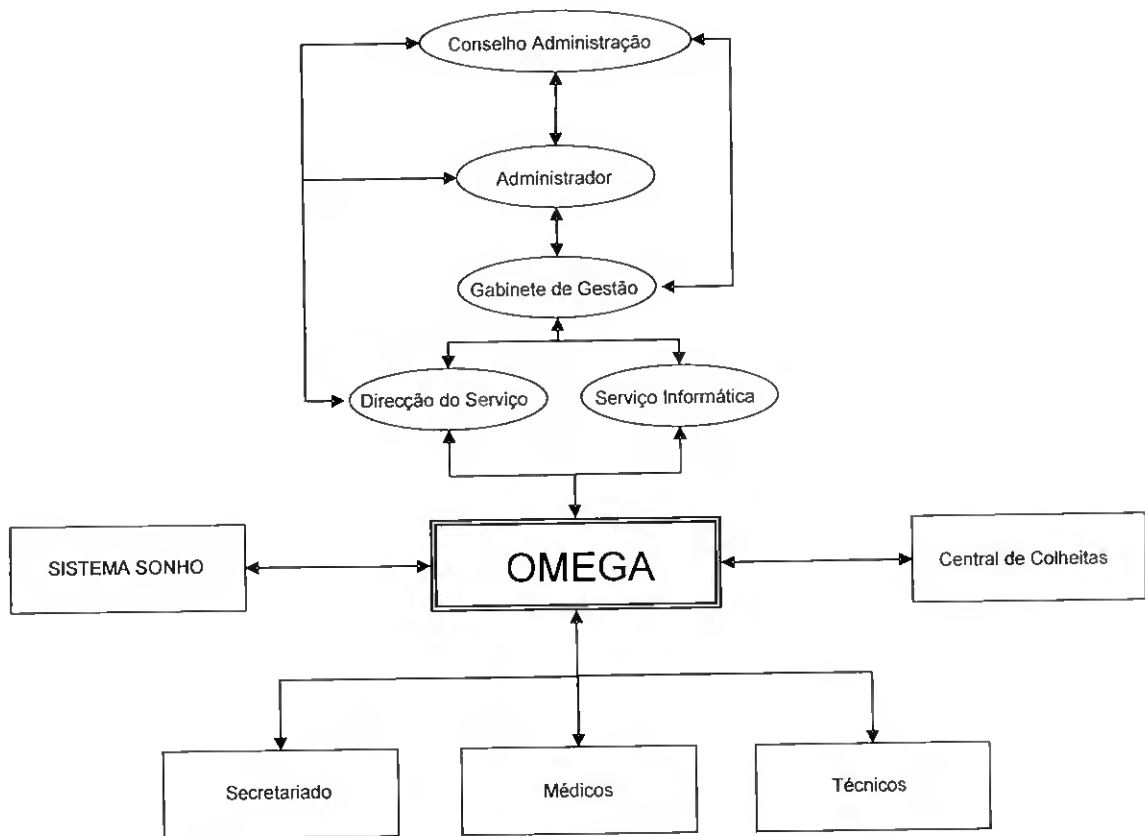 Conselho Administração
Administrador
Gabinete de Gestão
Direcção do Serviço
Serviço Informática
SISTEMA SONHO
OMEGA
Central de Colheitas
Secretariado
Médicos
Técnicos